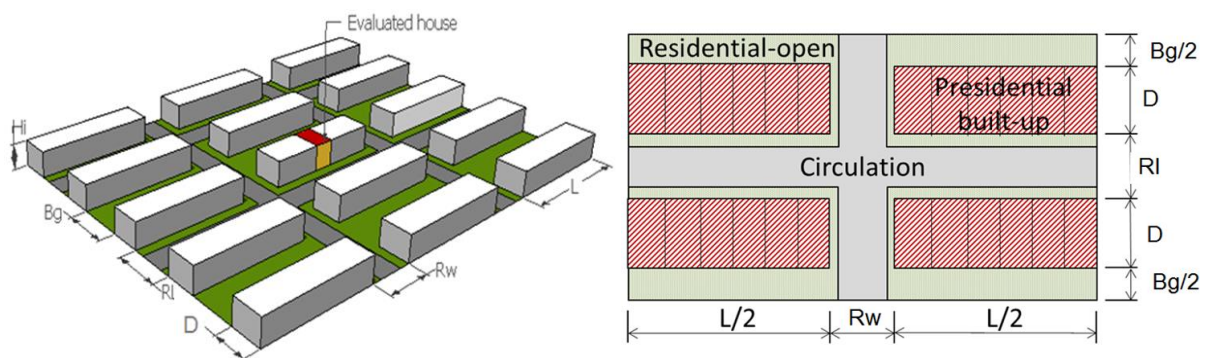 Evaluated house
Hi
Bg
Rl
D
Rw
L
Residential-open
Presidential
built-up
Circulation
Bg/2
D
Rl
D
Bg/2
L/2
Rw
L/2